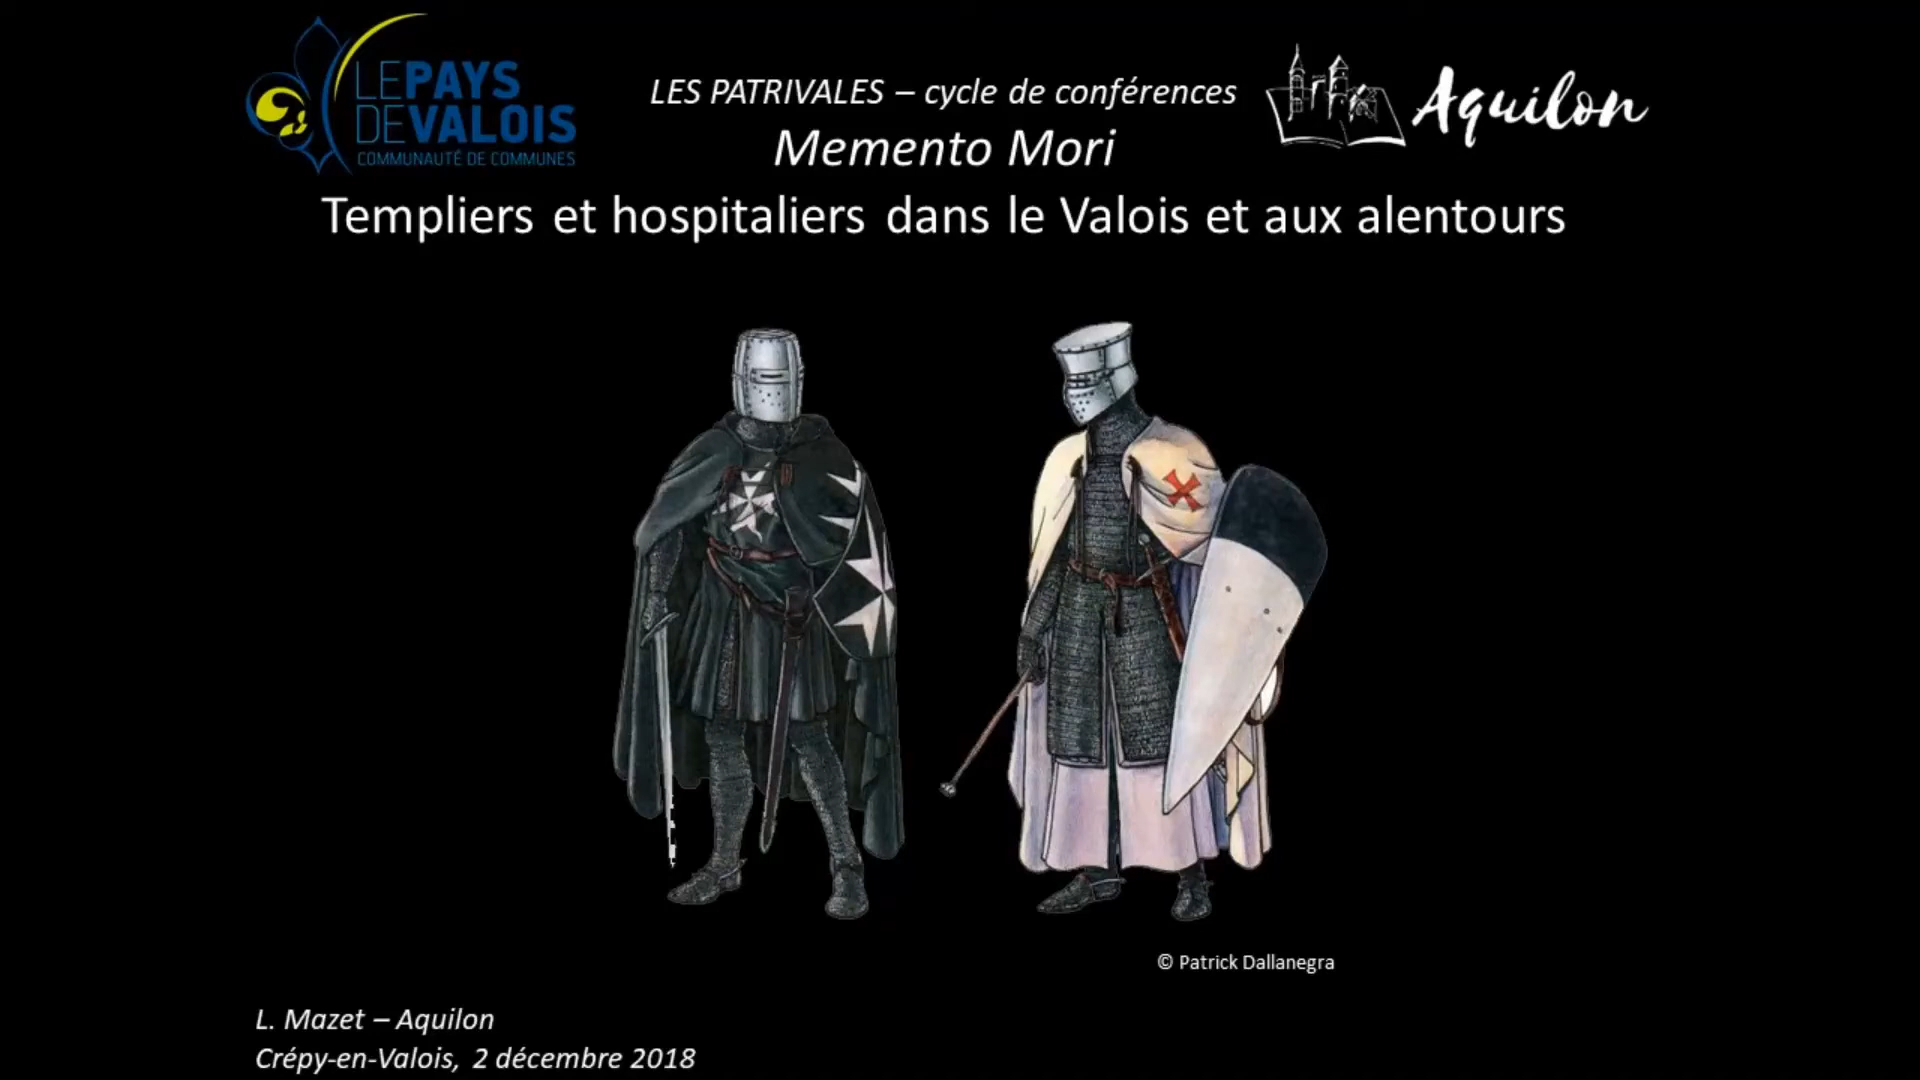 LE PAYS
DE VALOIS
COMMUNAUTÉ DE COMMUNES
LES PATRIVALES – cycle de conférences
Memento Mori
Aquilon
Templiers et hospitaliers dans le Valois et aux alentours
© Patrick Dallanegra
L. Mazet – Aquilon
Crépy-en-Valois, 2 décembre 2018